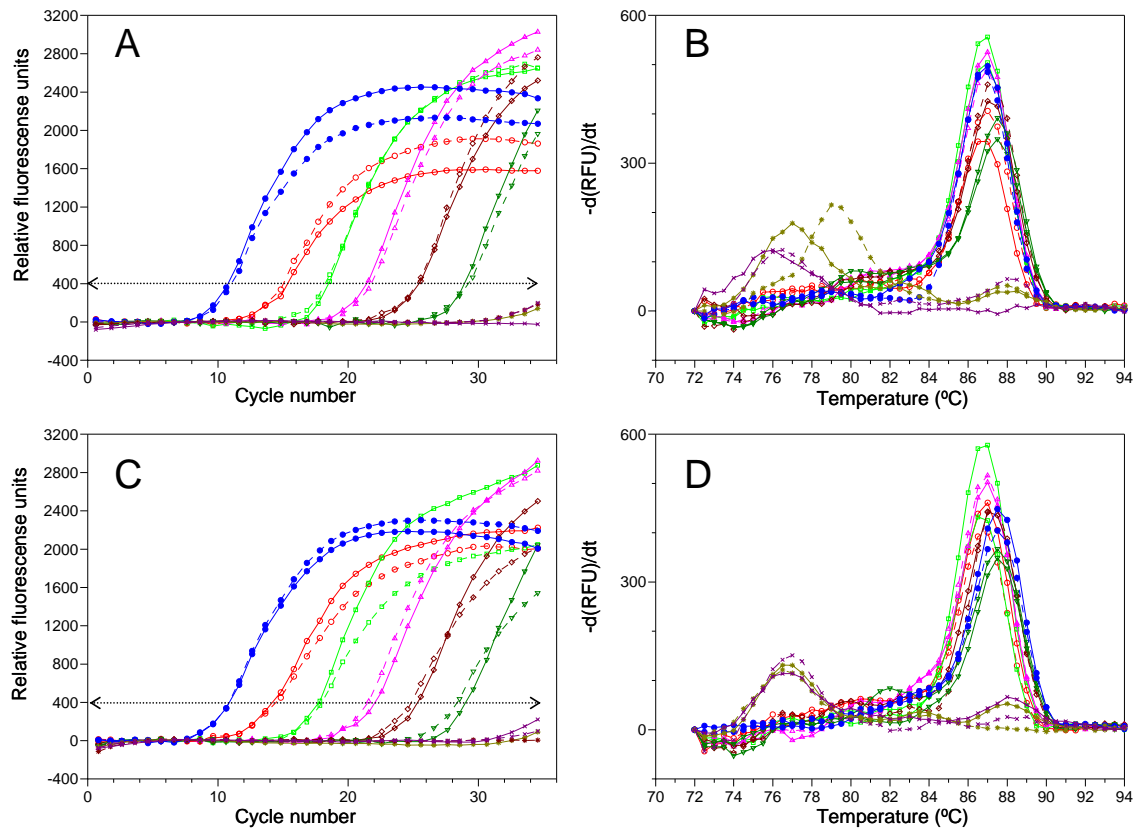 A
Relative fluorescense units
3200
2800
2400
2000
1600
1200
800
400
0
-400
0 10 20 30
Cycle number
B
-d(RFU)/dt
600
300
0
70 72 74 76 78 80 82 84 86 88 90 92 94
Temperature (ºC)
C
Relative fluorescense units
3200
2800
2400
2000
1600
1200
800
400
0
-400
0 10 20 30
Cycle number
D
-d(RFU)/dt
600
300
0
70 72 74 76 78 80 82 84 86 88 90 92 94
Temperature (ºC)